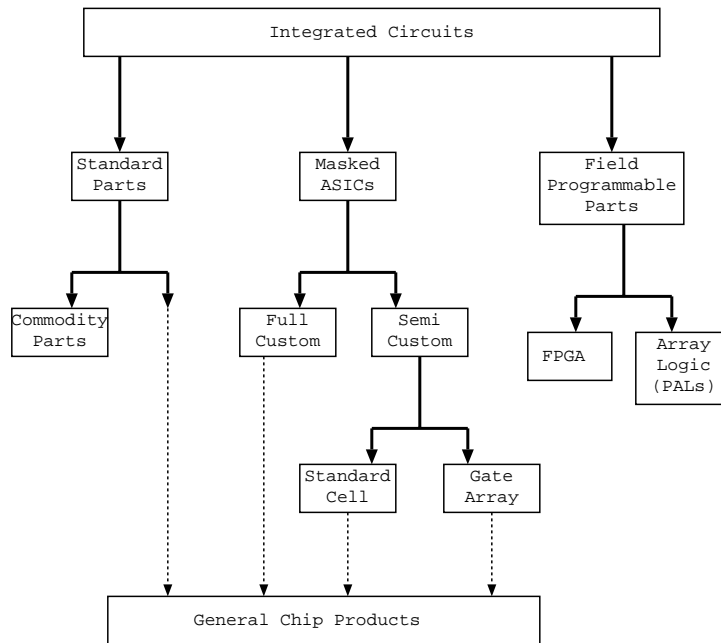 Integrated Circuits
Standard
Parts
Masked
ASICs
Field
Programmable
Parts
Commodity
Parts
Full
Custom
Semi
Custom
FPGA
Array
Logic
(PALs)
Standard
Cell
Gate
Array
General Chip Products